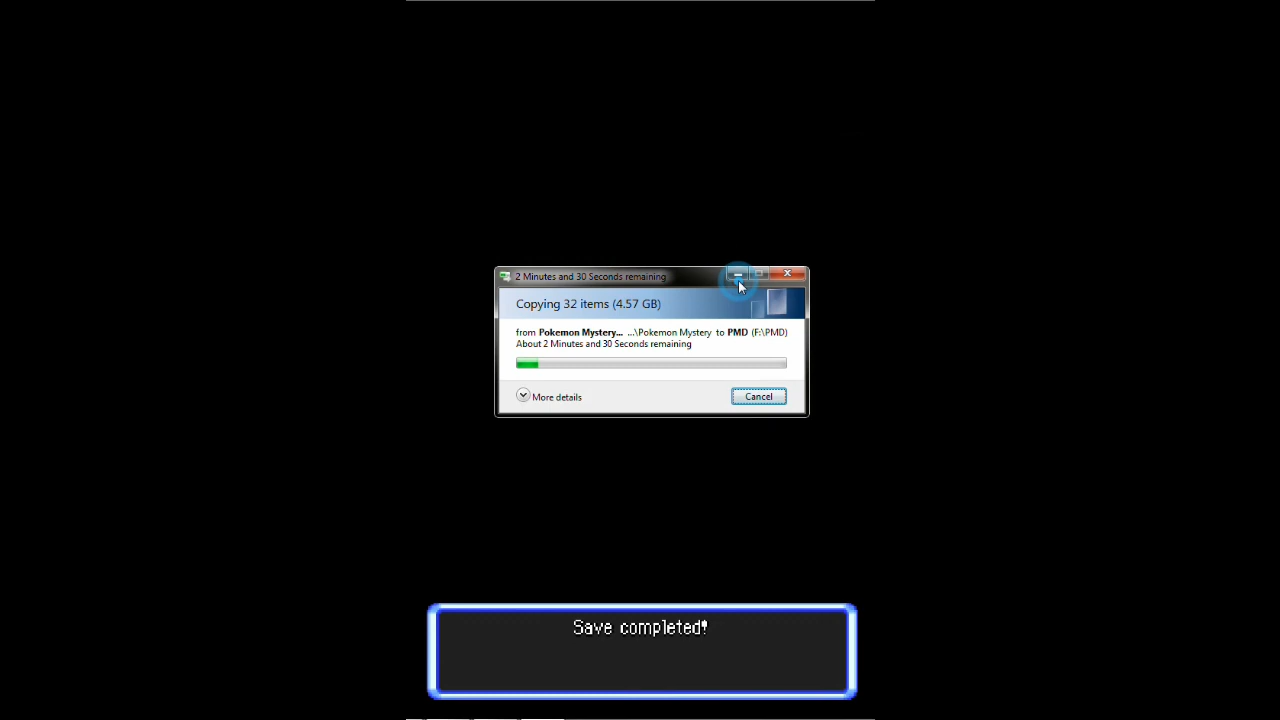 2 Minutes and 30 Seconds remaining
Copying 32 items (4.57 GB)
from Pokemon Mystery... ...\Pokemon Mystery to PMD (F:\PMD)
About 2 Minutes and 30 Seconds remaining
More details
Cancel
Save completed!